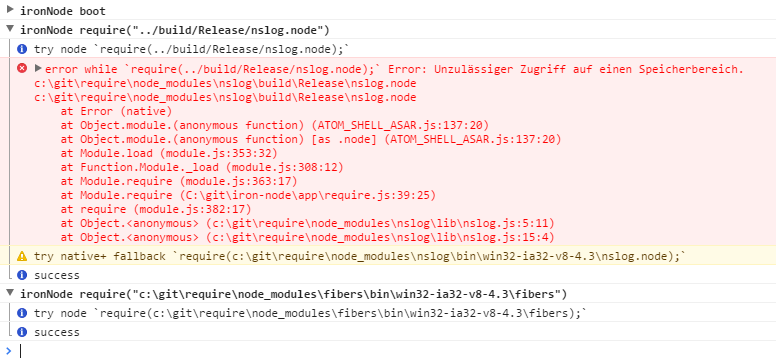 ironNode boot
ironNode require("../build/Release/nslog.node")
try node `require(../build/Release/nslog.node);`
error while `require(../build/Release/nslog.node);` Error: Unzulässiger Zugriff auf einen Speicherbereich.
c:\git\require\node_modules\nslog\build\Release\nslog.node
c:\git\require\node_modules\nslog\build\Release\nslog.node
at Error (native)
at Object.module.(anonymous function) (ATOM_SHELL_ASAR.js:137:20)
at Object.module.(anonymous function) [as .node] (ATOM_SHELL_ASAR.js:137:20)
at Module.load (module.js:353:32)
at Function.Module._load (module.js:308:12)
at Module.require (module.js:363:17)
at Module.require (C:\git\iron-node\app\require.js:39:25)
at require (module.js:382:17)
at Object.<anonymous> (c:\git\require\node_modules\nslog\lib\nslog.js:5:11)
at Object.<anonymous> (c:\git\require\node_modules\nslog\lib\nslog.js:15:4)
try native+ fallback `require(c:\git\require\node_modules\nslog\bin\win32-ia32-v8-4.3\nslog.node);`
success
ironNode require("c:\git\require\node_modules\fibers\bin\win32-ia32-v8-4.3\fibers")
try node `require(c:\git\require\node_modules\fibers\bin\win32-ia32-v8-4.3\fibers);`
success